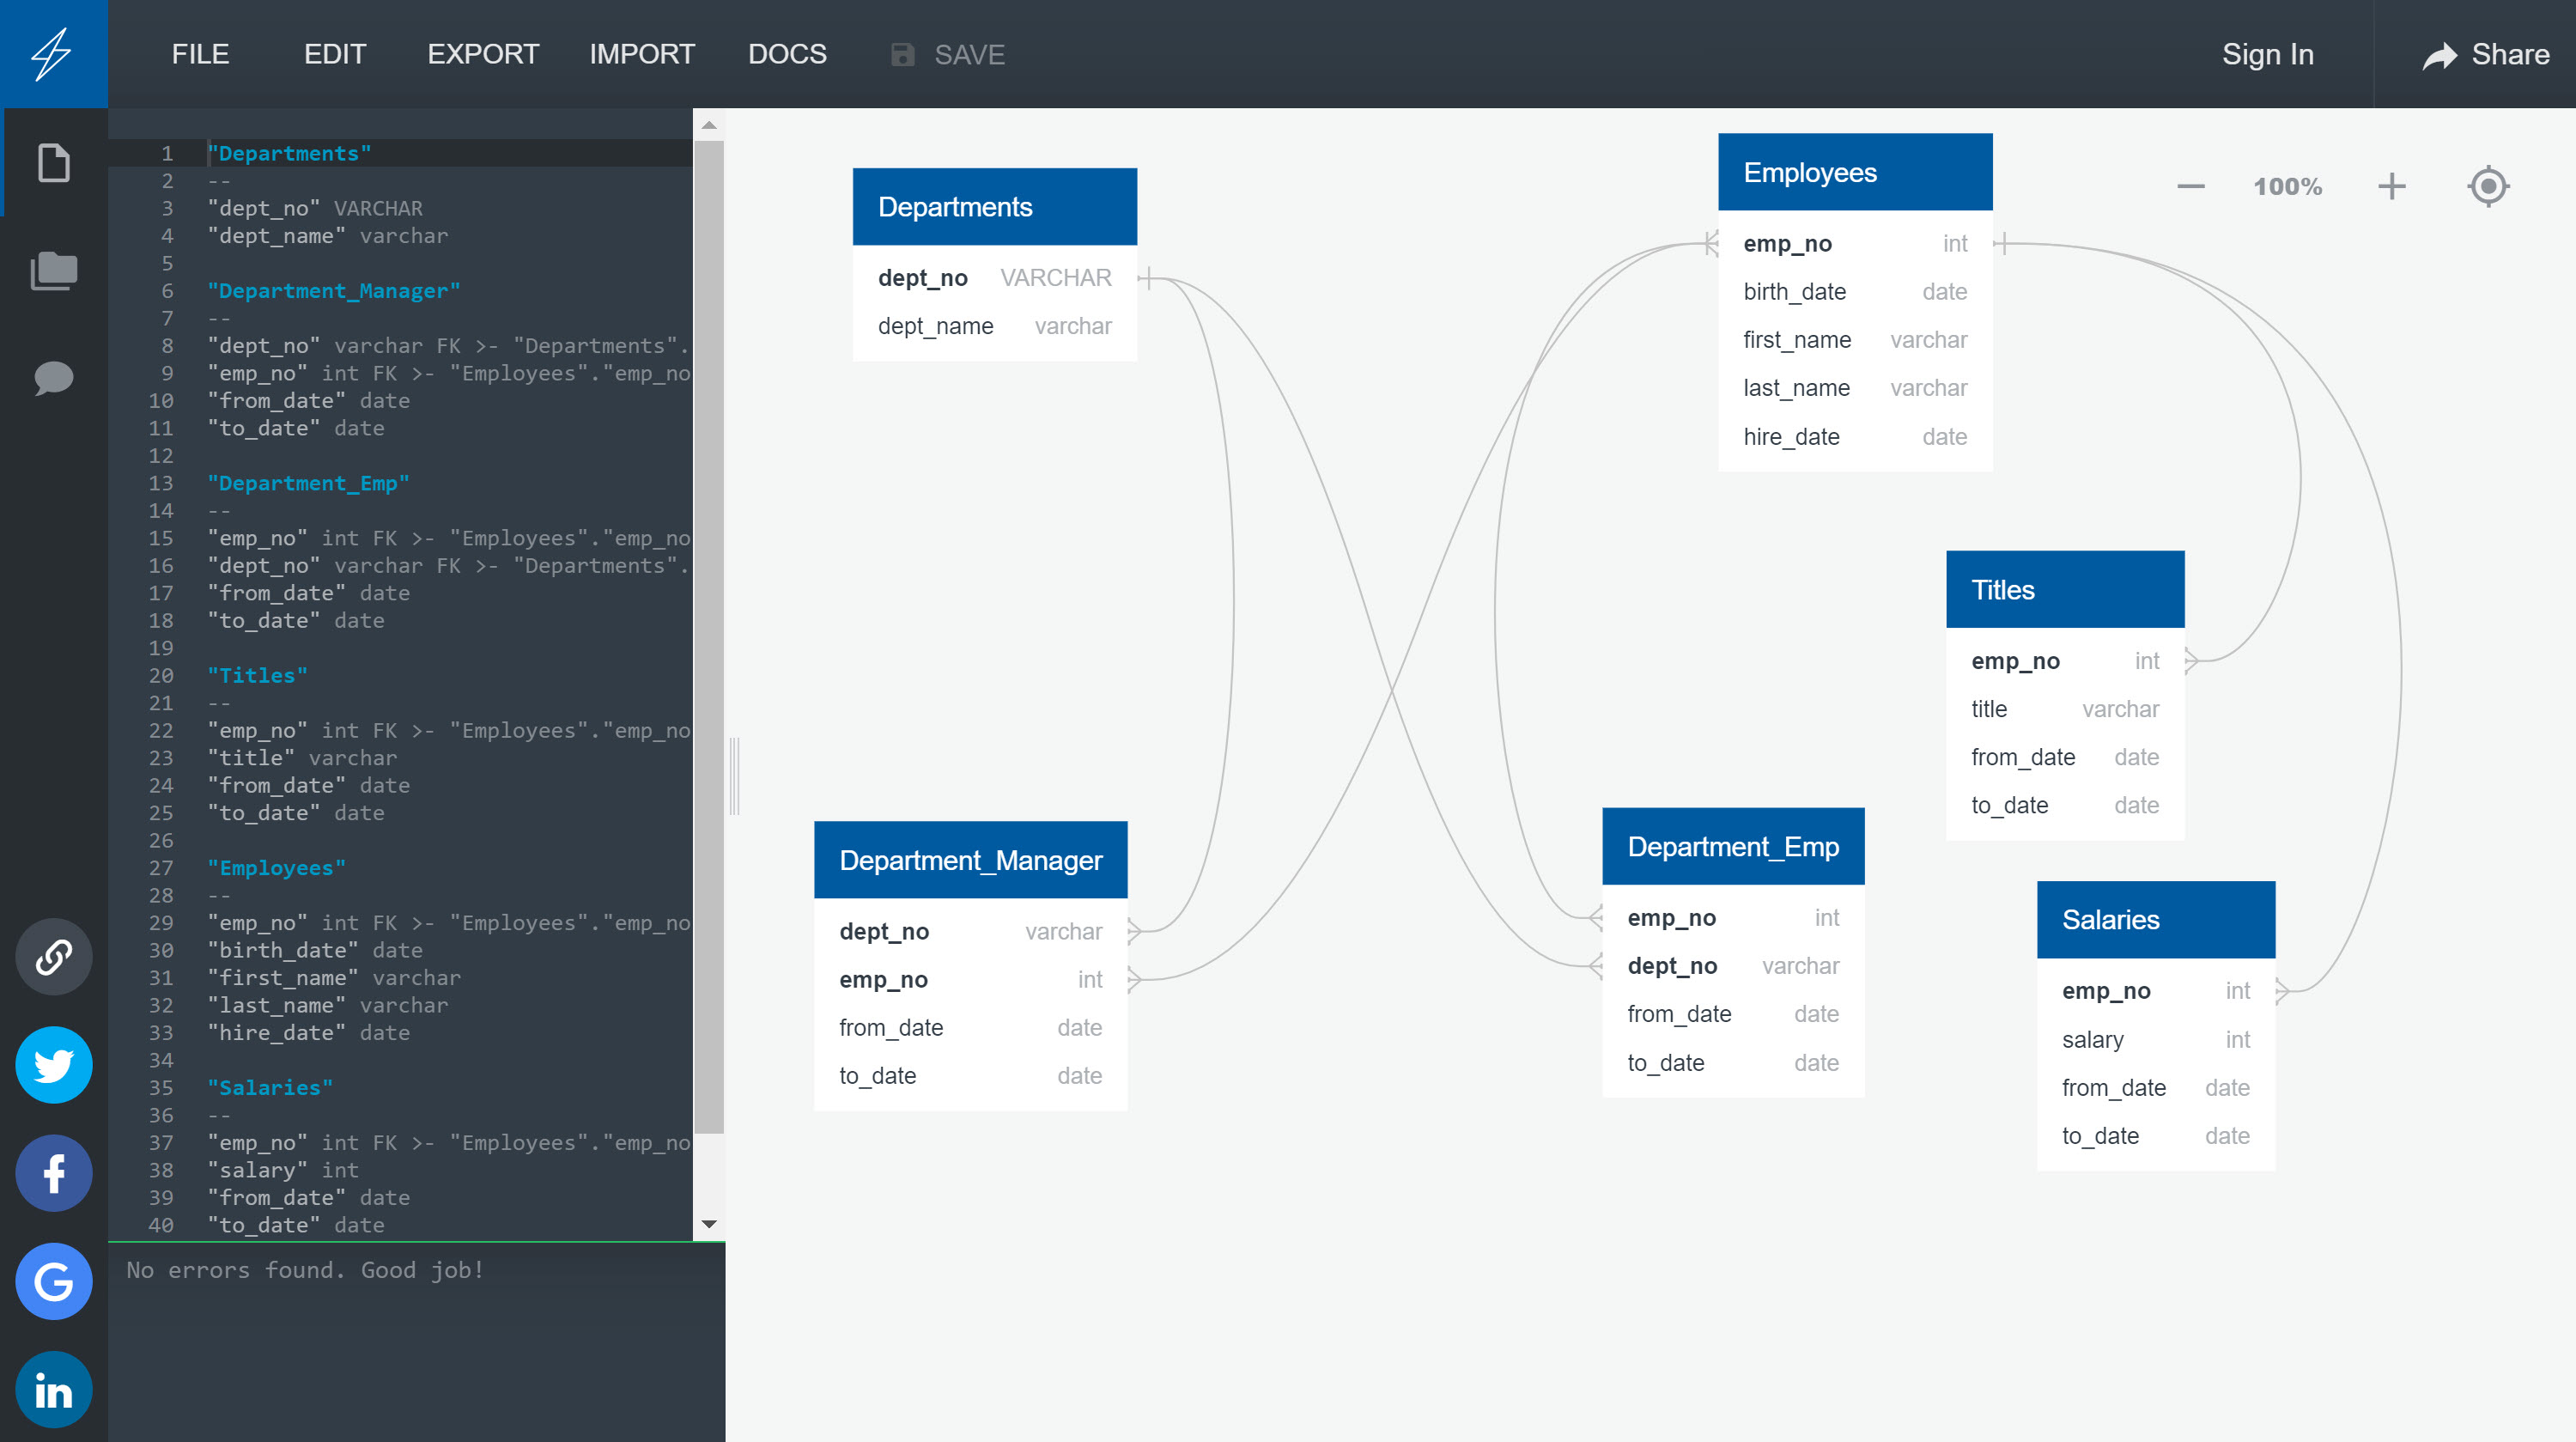 FILE EDIT EXPORT IMPORT DOCS SAVE Sign In Share
1 "Departments"
2 --
3 "dept_no" VARCHAR
4 "dept_name" varchar
5
6 "Department_Manager"
7 --
8 "dept_no" varchar FK >- "Departments".
9 "emp_no" int FK >- "Employees"."emp_no
10 "from_date" date
11 "to_date" date
12
13 "Department_Emp"
14 --
15 "emp_no" int FK >- "Employees"."emp_no
16 "dept_no" varchar FK >- "Departments".
17 "from_date" date
18 "to_date" date
19
20 "Titles"
21 --
22 "emp_no" int FK >- "Employees"."emp_no
23 "title" varchar
24 "from_date" date
25 "to_date" date
26
27 "Employees"
28 --
29 "emp_no" int FK >- "Employees"."emp_no
30 "birth_date" date
31 "first_name" varchar
32 "last_name" varchar
33 "hire_date" date
34
35 "Salaries"
36 --
37 "emp_no" int FK >- "Employees"."emp_no
38 "salary" int
39 "from_date" date
40 "to_date" date
No errors found. Good job!
Departments
dept_no VARCHAR
dept_name varchar
Employees
emp_no int
birth_date date
first_name varchar
last_name varchar
hire_date date
100%
Titles
emp_no int
title varchar
from_date date
to_date date
Department_Manager
dept_no varchar
emp_no int
from_date date
to_date date
Department_Emp
emp_no int
dept_no varchar
from_date date
to_date date
Salaries
emp_no int
salary int
from_date date
to_date date